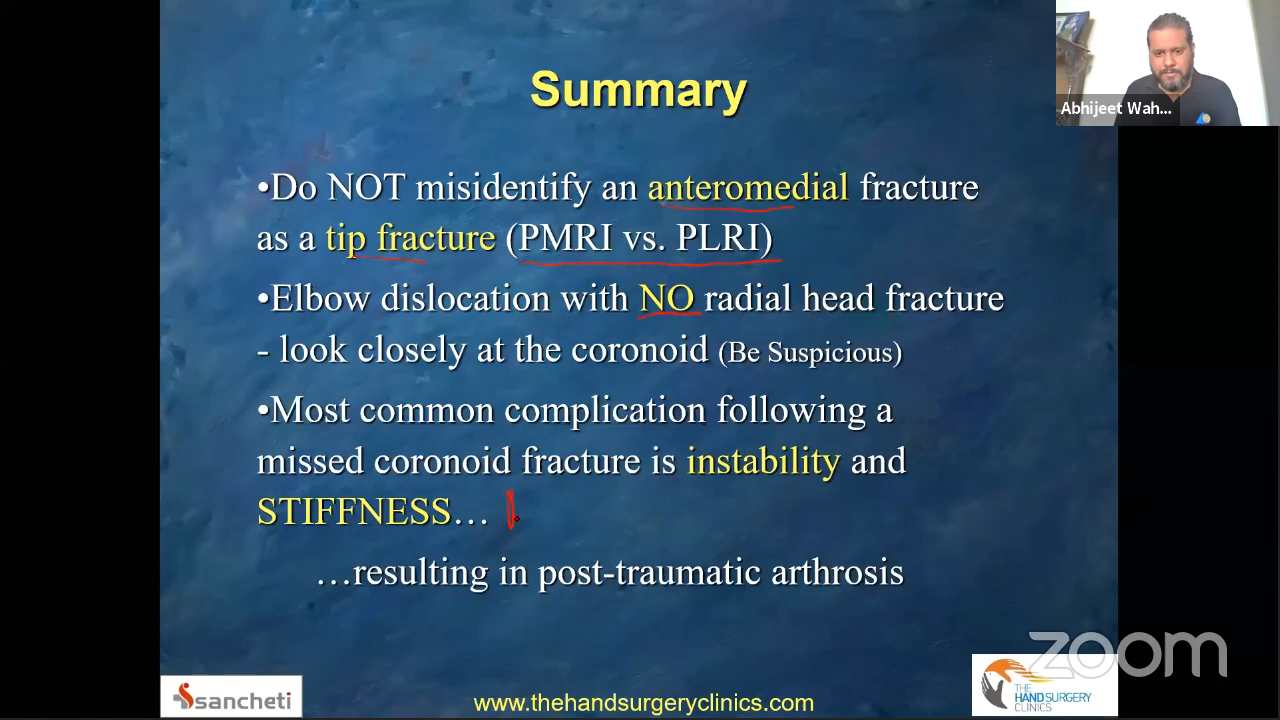 Summary
Abhijeet Wah...
•Do NOT misidentify an anteromedial fracture
as a tip fracture (PMRI vs. PLRI)
•Elbow dislocation with NO radial head fracture
- look closely at the coronoid (Be Suspicious)
•Most common complication following a
missed coronoid fracture is instability and
STIFFNESS…
…resulting in post-traumatic arthrosis
zoom
sancheti
www.thehandsurgeryclinics.com
THE
HANDSURGERY
CLINICS